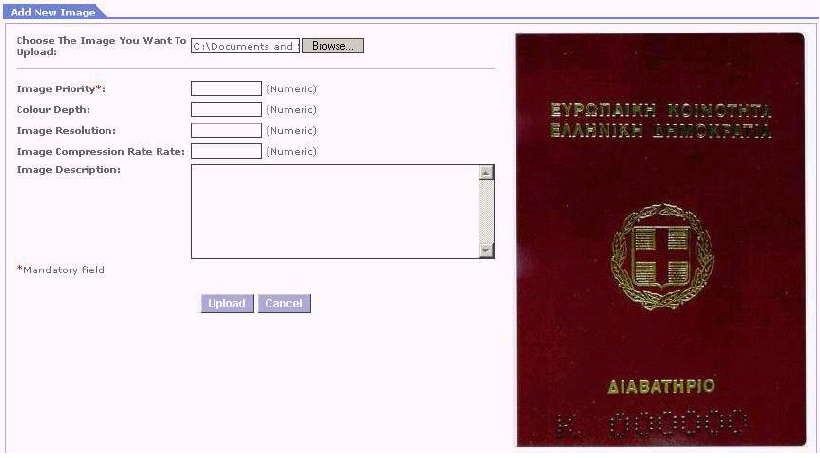 Add New Image
Choose The Image You Want To
Upload:
C:\Documents and
Browse...
Image Priority*:
(Numeric)
Colour Depth:
(Numeric)
Image Resolution:
(Numeric)
Image Compression Rate Rate:
(Numeric)
Image Description:
*Mandatory field
Upload
Cancel
ΕΥΡΩΠΑΙΚΗ ΚΟΙΝΟΤΗΤΑ
ΕΛΛΗΝΙΚΗ ΔΗΜΟΚΡΑΤΙΑ
ΔΙΑΒΑΤΗΡΙΟ